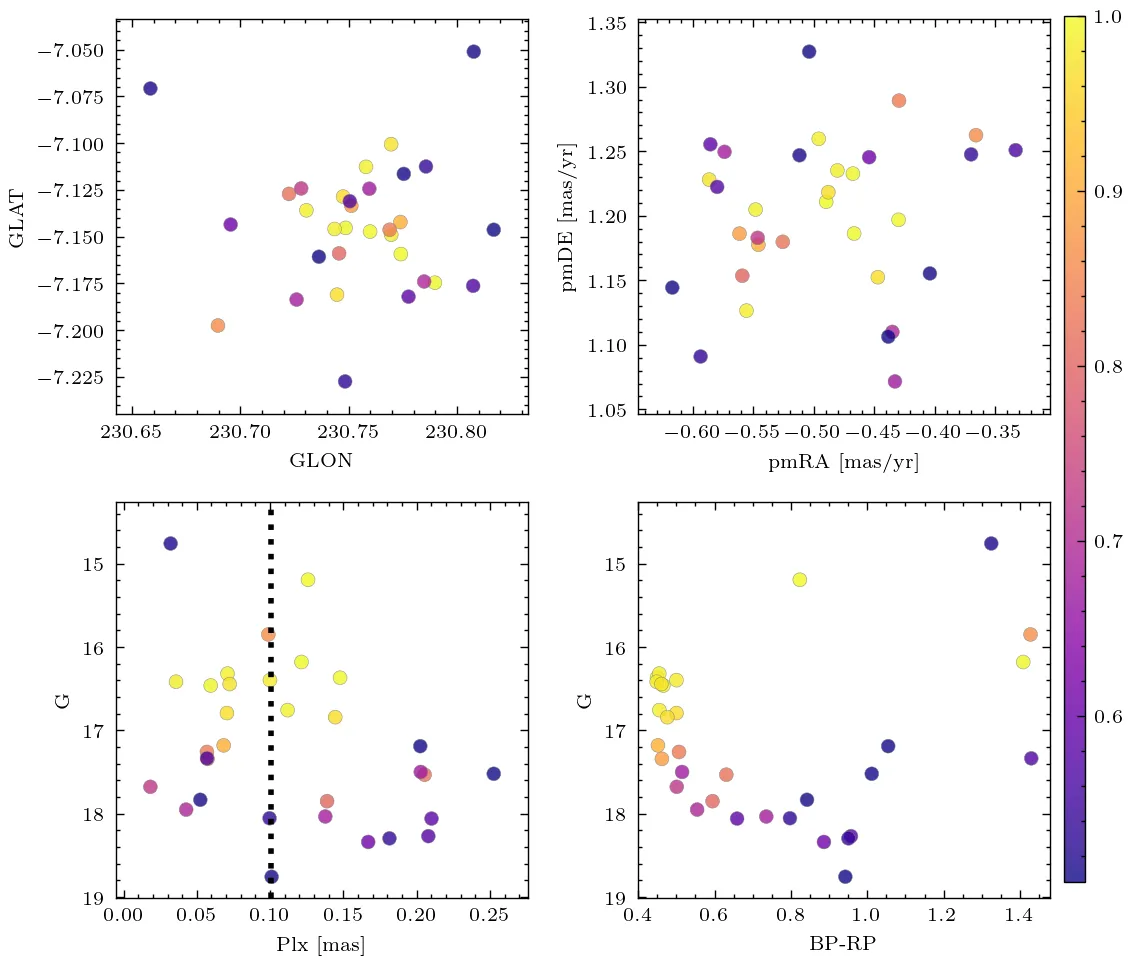 −7.050
−7.075
−7.100
−7.125
−7.150
−7.175
−7.200
−7.225
GLAT
230.65 230.70 230.75 230.80
GLON
1.35
1.30
1.25
1.20
1.15
1.10
1.05
pmDE [mas/yr]
−0.60 −0.55 −0.50 −0.45 −0.40 −0.35
pmRA [mas/yr]
15
16
17
18
19
G
0.00 0.05 0.10 0.15 0.20 0.25
Plx [mas]
15
16
17
18
19
G
0.4 0.6 0.8 1.0 1.2 1.4
BP-RP
1.0
0.9
0.8
0.7
0.6